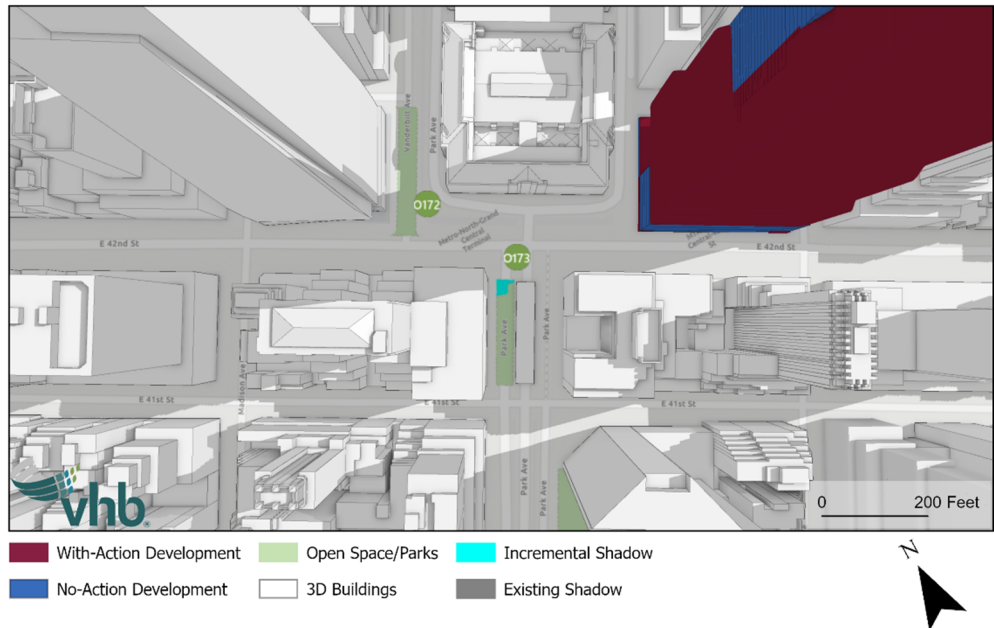 Vanderbilt Ave
Park Ave
O172
Metro-North-Grand
Central
Terminal
E 42nd St
Central-
St
E 42nd St
O173
Park Ave
Park Ave
Madison Ave
E 41st St
E 41st St
Park Ave
Park Ave
vhb®
0 200 Feet
With-Action Development
Open Space/Parks
Incremental Shadow
No-Action Development
3D Buildings
Existing Shadow
N